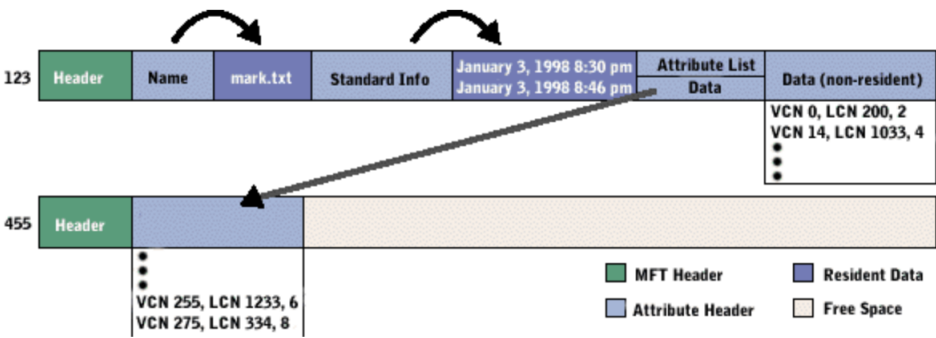 123 Header Name mark.txt Standard Info January 3, 1998 8:30 pm Attribute List Data (non-resident)
January 3, 1998 8:46 pm Data
VCN 0, LCN 200, 2
VCN 14, LCN 1033, 4
455 Header
VCN 255, LCN 1233, 6
VCN 275, LCN 334, 8
MFT Header Resident Data
Attribute Header Free Space